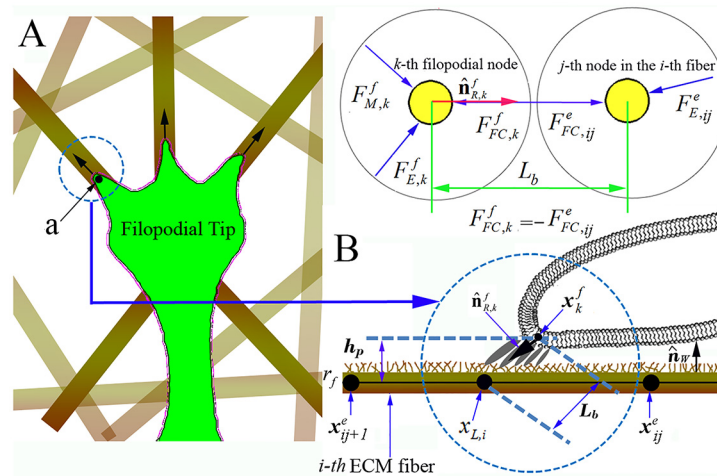 A
a
Filopodial Tip
k-th filopodial node
j-th node in the i-th fiber
n̂^f_{R,k}
F^f_{M,k}
F^f_{FC,k}
F^e_{FC,ij}
F^e_{E,ij}
F^f_{E,k}
L_b
F^f_{FC,k} = -F^e_{FC,ij}
B
n̂^f_{R,k}
x^f_k
h_p
n̂_W
r_f
L_b
x^e_{ij+1}
x_{L,i}
x^e_{ij}
i-th ECM fiber